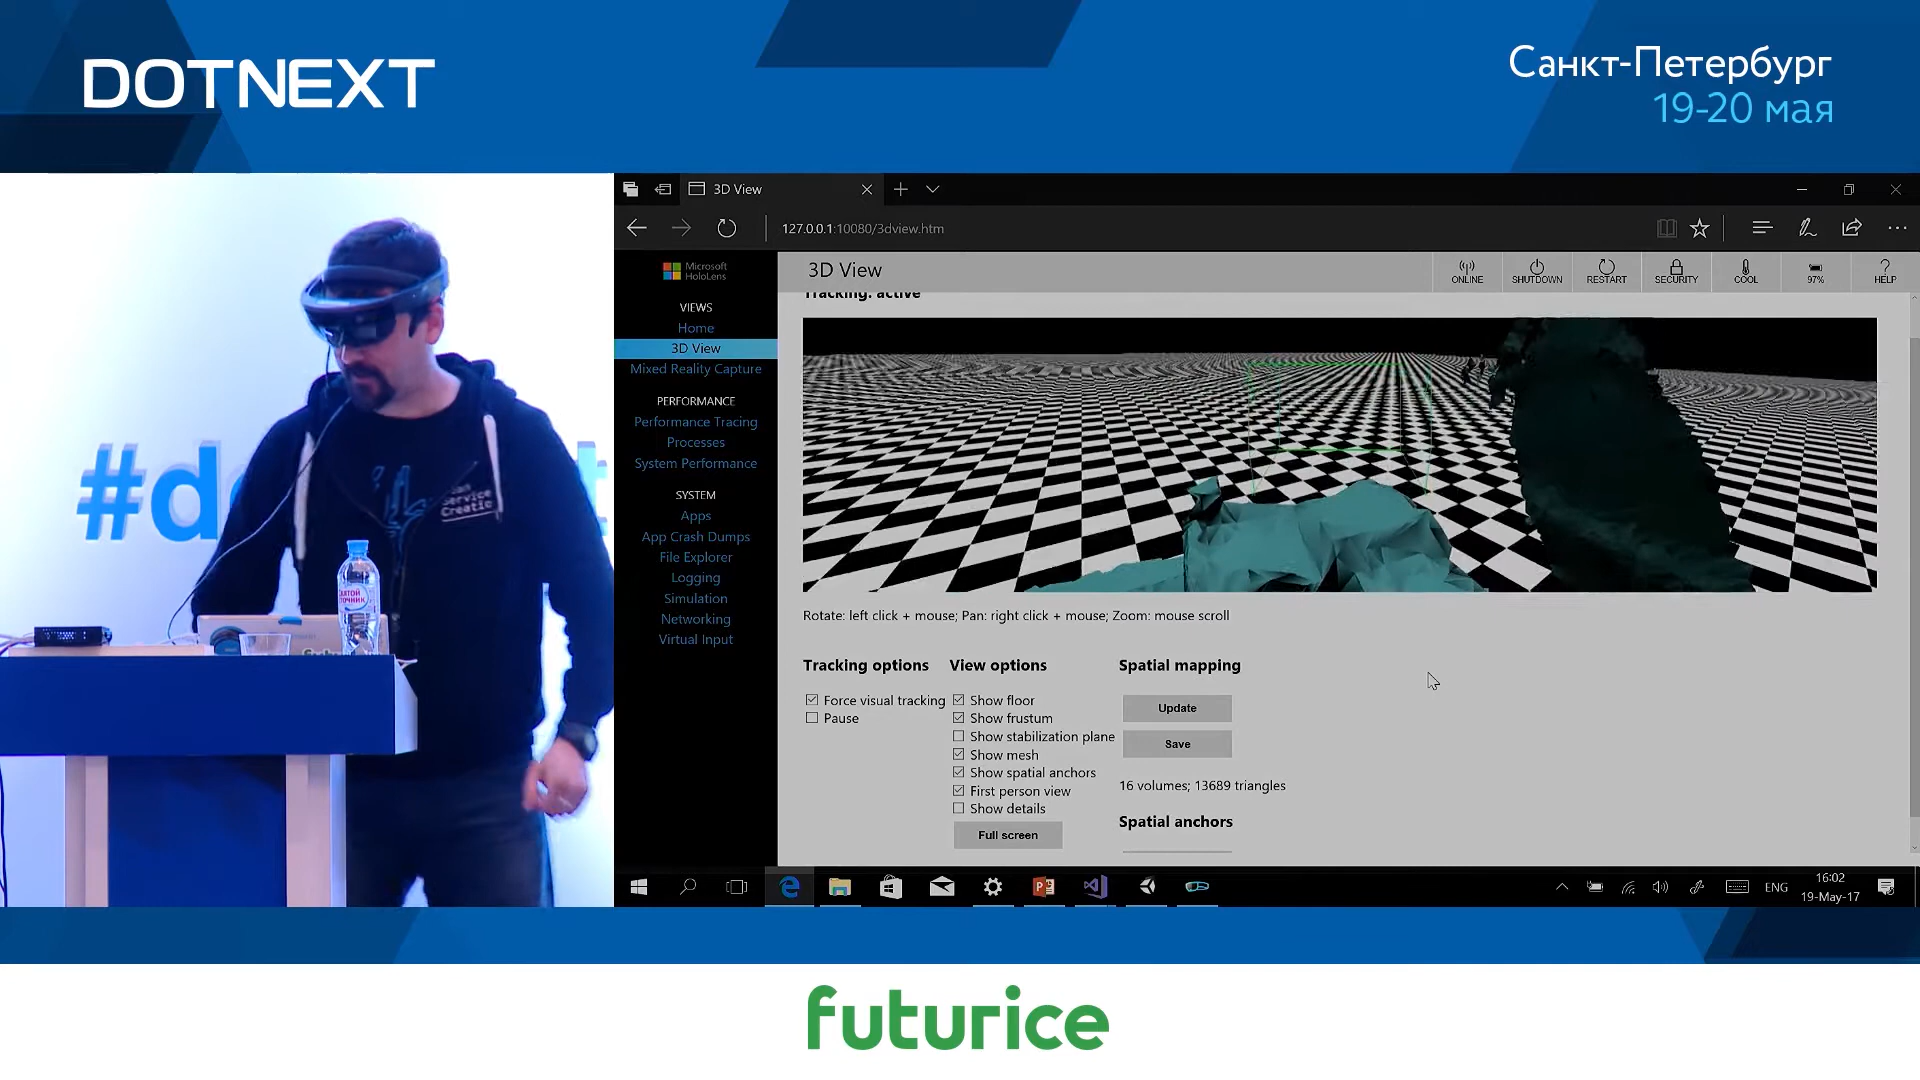 DOTNEXT
Санкт-Петербург
19-20 мая
#d
Service
Creatio
futurice
3D View
127.0.0.1:10080/3dview.htm
Microsoft
HoloLens
VIEWS
Home
3D View
Mixed Reality Capture
PERFORMANCE
Performance Tracing
Processes
System Performance
SYSTEM
Apps
App Crash Dumps
File Explorer
Logging
Simulation
Networking
Virtual Input
3D View
ONLINE
SHUTDOWN
RESTART
SECURITY
COOL
97%
HELP
Tracking: active
Rotate: left click + mouse; Pan: right click + mouse; Zoom: mouse scroll
Tracking options
Force visual tracking
Pause
View options
Show floor
Show frustum
Show stabilization plane
Show mesh
Show spatial anchors
First person view
Show details
Full screen
Spatial mapping
Update
Save
16 volumes; 13689 triangles
Spatial anchors
ENG
16:02
19-May-17